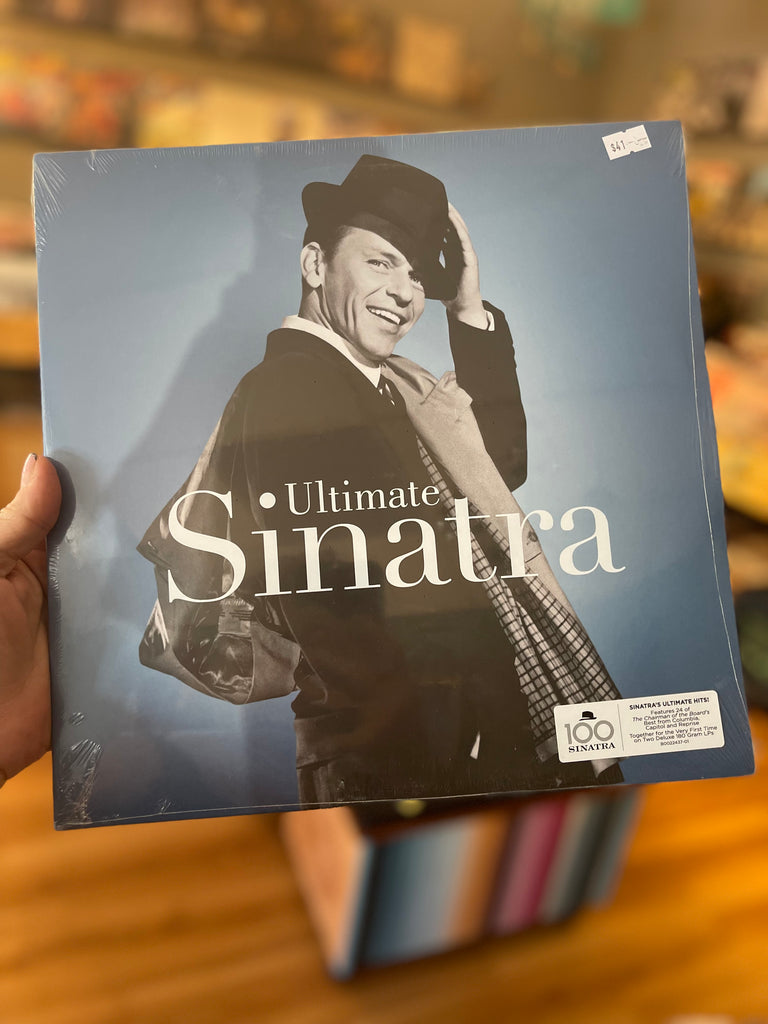 $41
Ultimate
Sinatra
100
SINATRA
SINATRA'S ULTIMATE HITS!
Features 24 of
The Chairman of the Board's
Best from Columbia,
Capitol and Reprise
Together for the Very First Time
on Two Deluxe 180 Gram LPs
B0022437-01